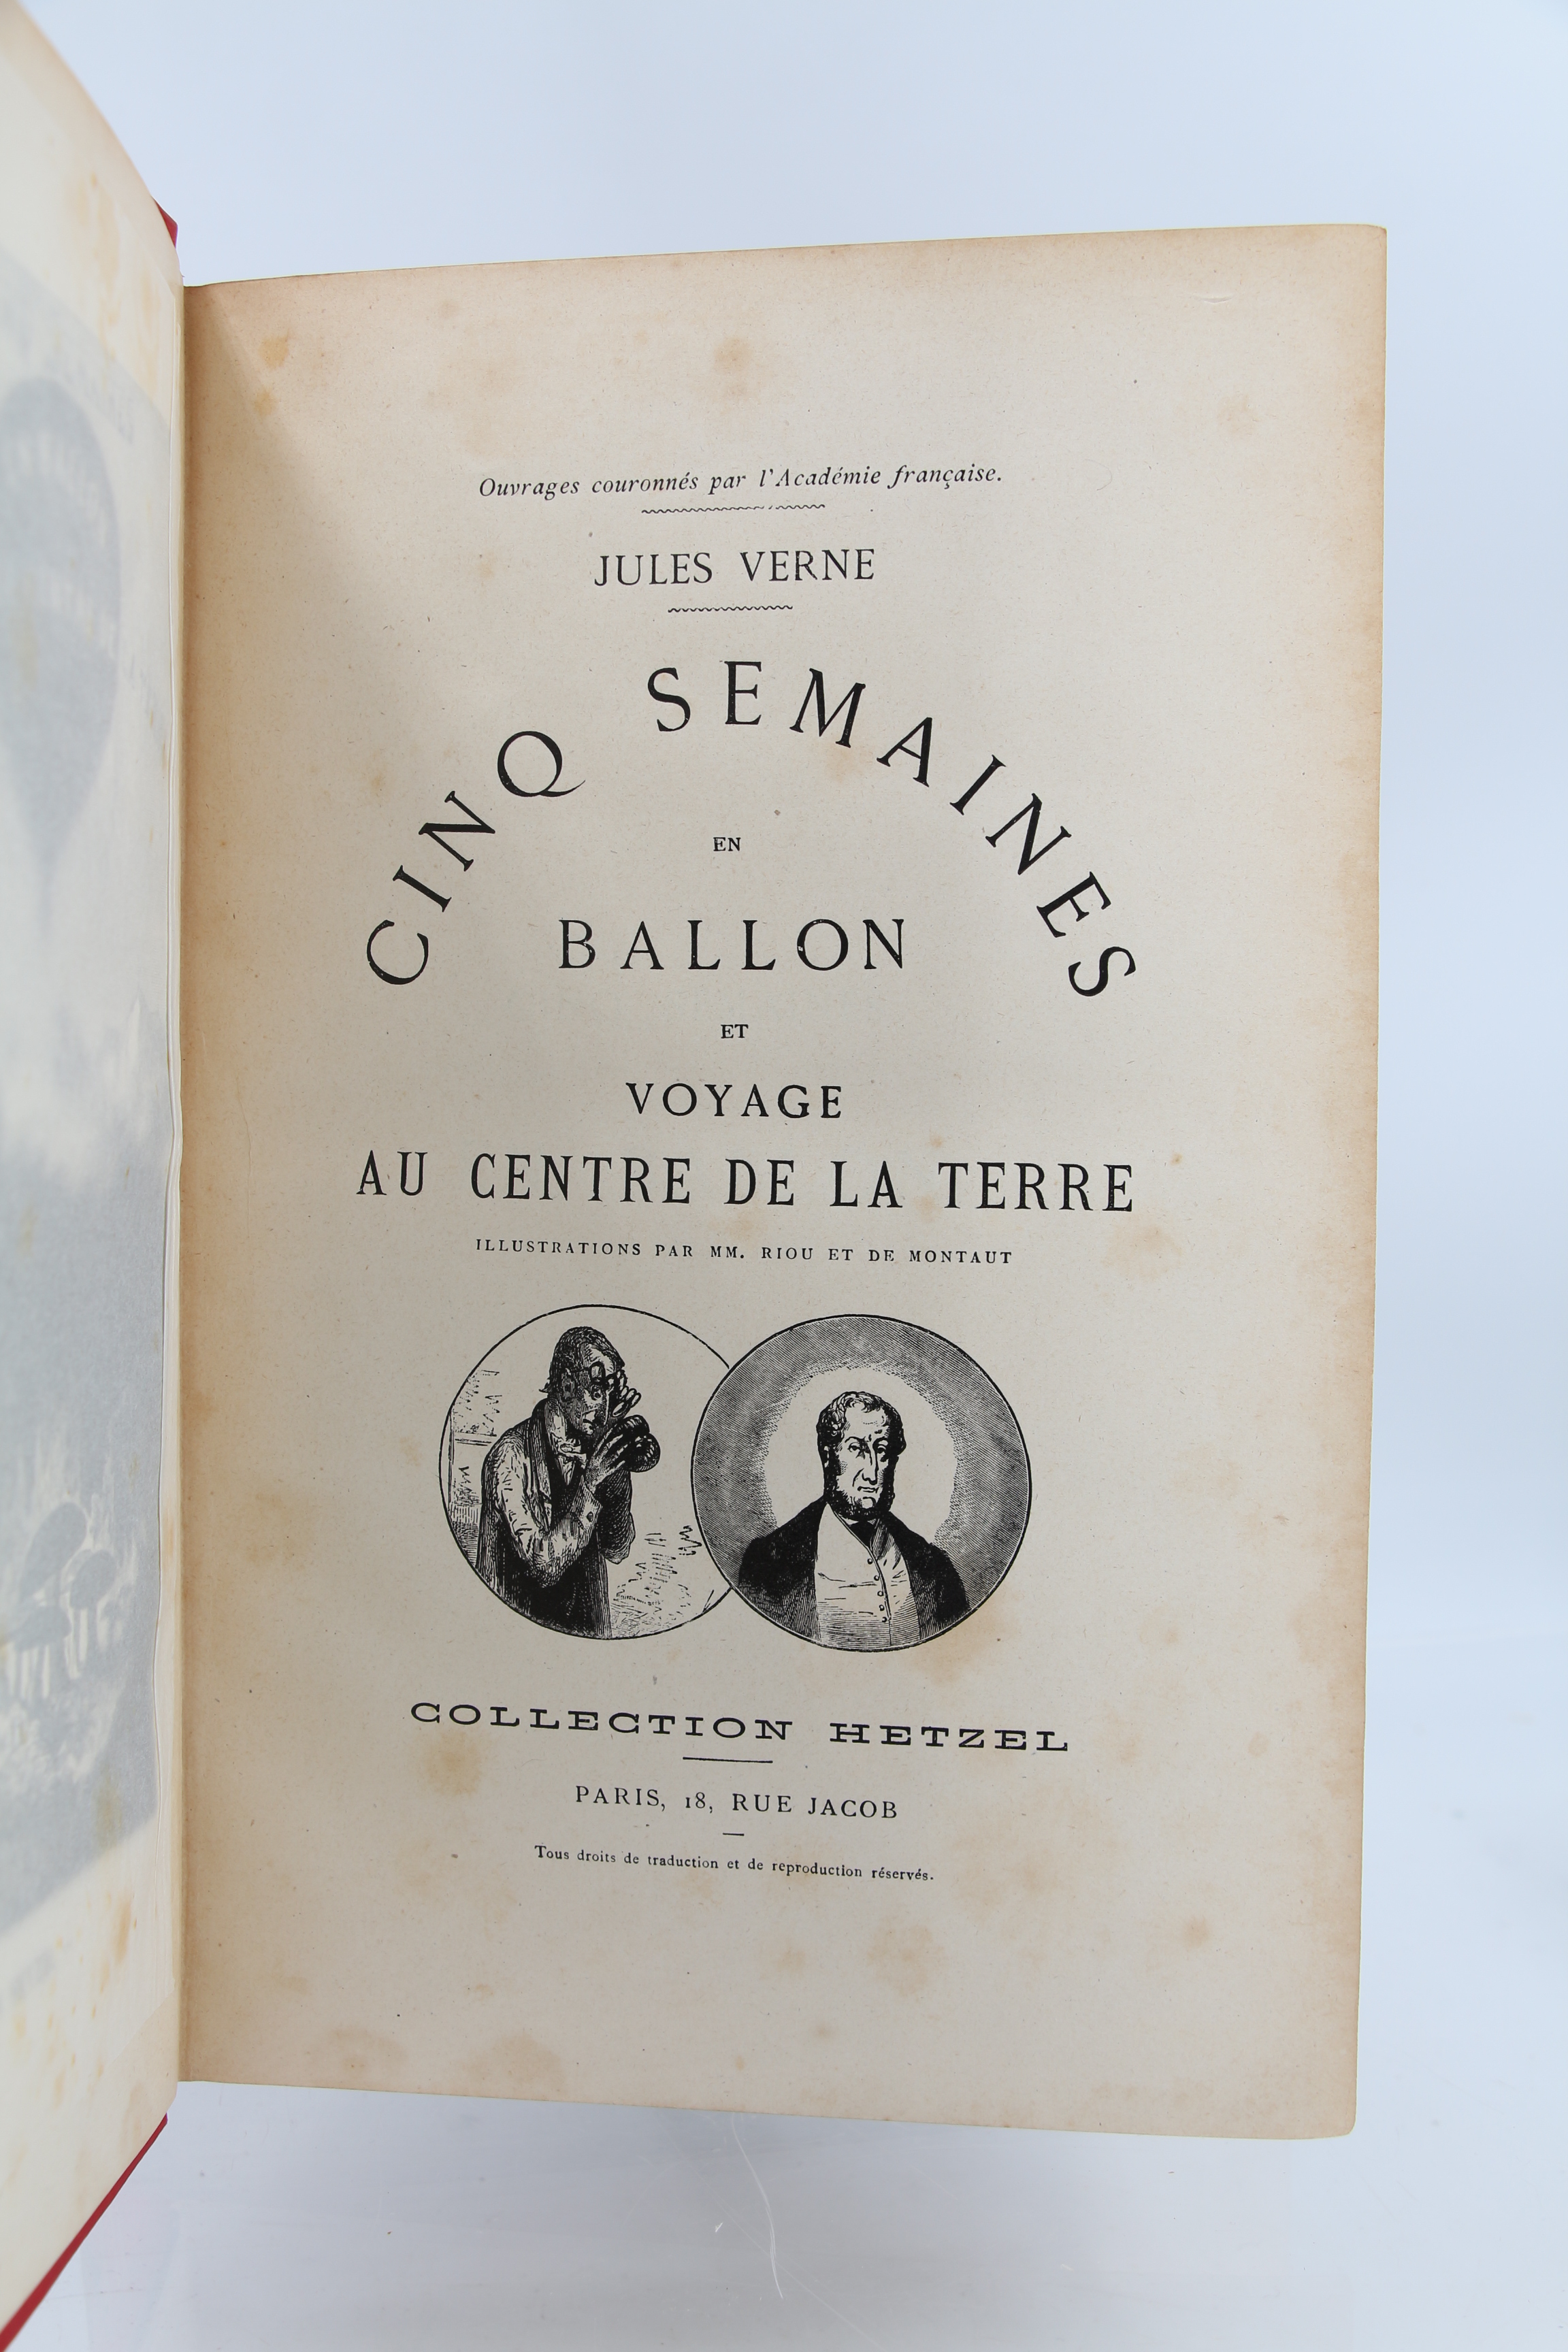 Ouvrages couronnés par l'Académie française.
JULES VERNE
CINQ SEMAINES
EN
BALLON
ET
VOYAGE
AU CENTRE DE LA TERRE
ILLUSTRATIONS PAR MM. RIOU ET DE MONTAUT
COLLECTION HETZEL
PARIS, 18, RUE JACOB
Tous droits de traduction et de reproduction réservés.